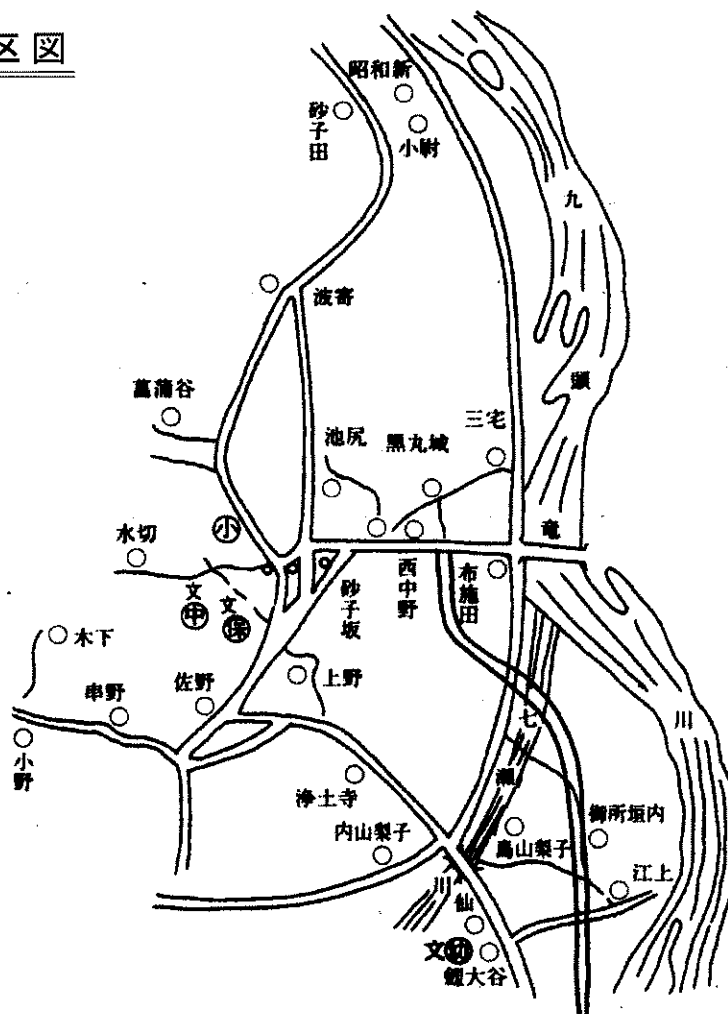 区図
昭和新
砂子田
小尉
九
頭
竜
川
波寄
菖蒲谷
三宅
池尻
黒丸城
小
水切
文
中
文
保
砂子坂
西中野
布施田
木下
串野
佐野
上野
七
瀬
川
小野
浄土寺
内山梨子
島山梨子
御所垣内
江上
仙
文
幼
鯉大谷